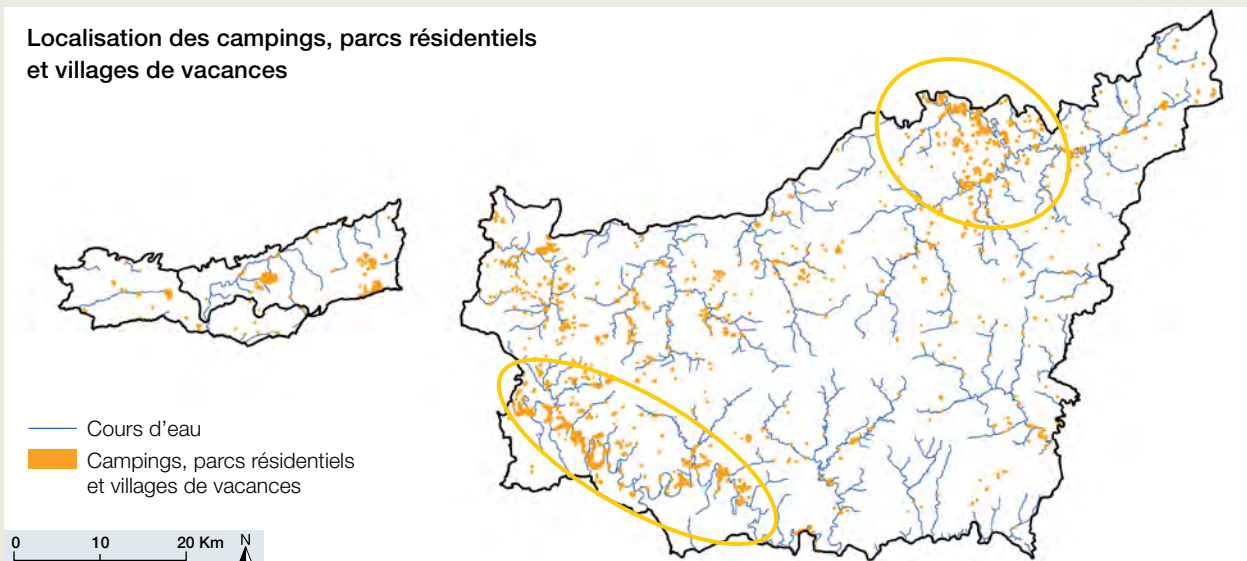 Localisation des campings, parcs résidentiels
et villages de vacances
Cours d'eau
Campings, parcs résidentiels
et villages de vacances
0 10 20 Km N